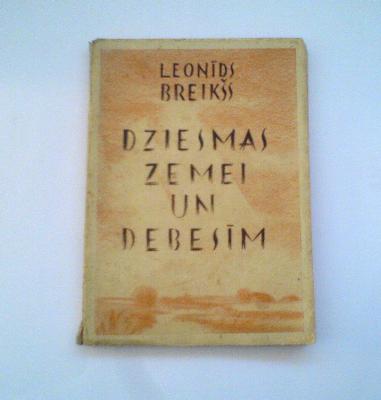 LEONĪDS
BREIKŠS
DZIESMAS
ZEMEI
UN
DEBESĪM